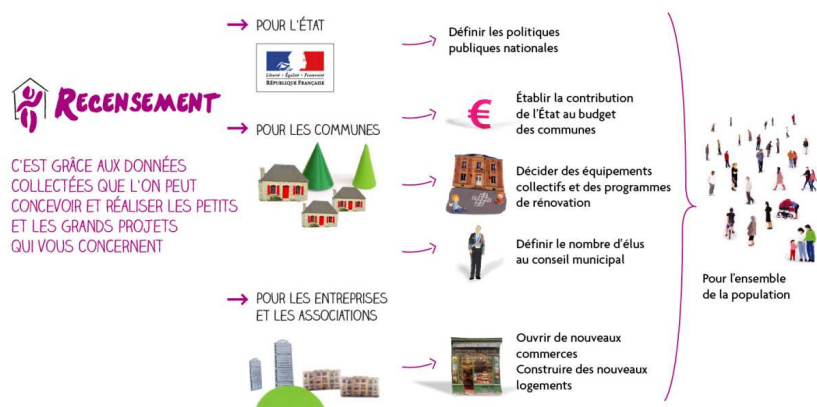 RECENSEMENT
C'EST GRÂCE AUX DONNÉES
COLLECTÉES QUE L'ON PEUT
CONCEVOIR ET RÉALISER LES PETITS
ET LES GRANDS PROJETS
QUI VOUS CONCERNENT
POUR L'ÉTAT
Liberté • Égalité • Fraternité
RÉPUBLIQUE FRANÇAISE
Définir les politiques
publiques nationales
POUR LES COMMUNES
€
Établir la contribution
de l'État au budget
des communes
Décider des équipements
collectifs et des programmes
de rénovation
Définir le nombre d'élus
au conseil municipal
POUR LES ENTREPRISES
ET LES ASSOCIATIONS
Ouvrir de nouveaux
commerces
Construire des nouveaux
logements
Pour l'ensemble
de la population